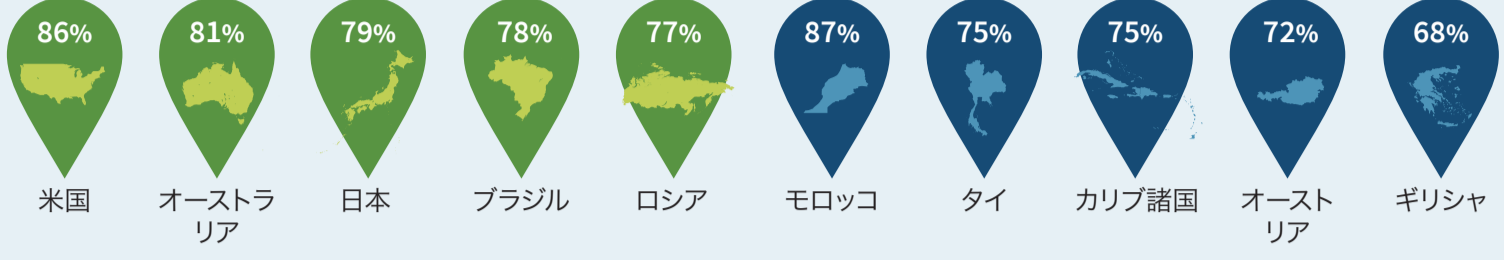 86% 81% 79% 78% 77% 87% 75% 75% 72% 68%
米国 オーストラ 日本 ブラジル ロシア モロッコ タイ カリブ諸国 オースト ギリシャ
リア リア